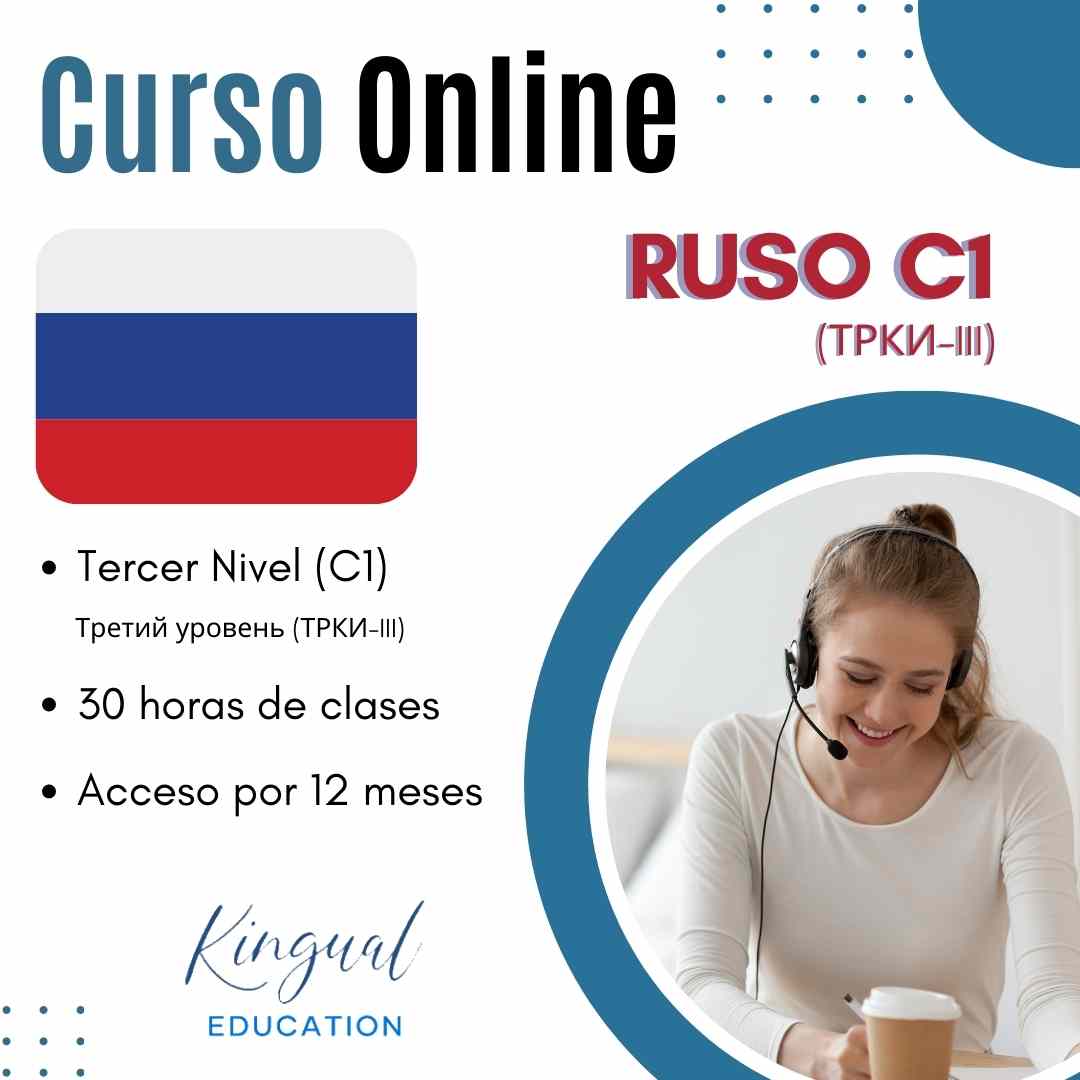 Curso Online
RUSO C1
(ТРКИ-III)
• Tercer Nivel (C1)
Третий уровень (ТРКИ-III)
• 30 horas de clases
• Acceso por 12 meses
Kingual
EDUCATION